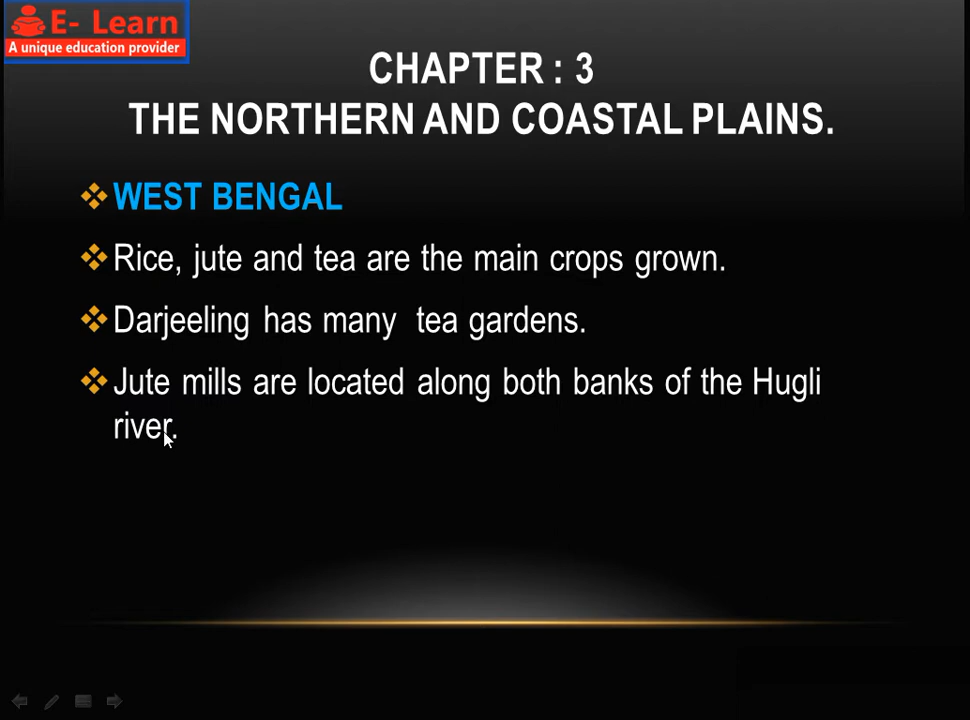 E- Learn
A unique education provider
CHAPTER : 3
THE NORTHERN AND COASTAL PLAINS.
WEST BENGAL
Rice, jute and tea are the main crops grown.
Darjeeling has many tea gardens.
Jute mills are located along both banks of the Hugli
river.